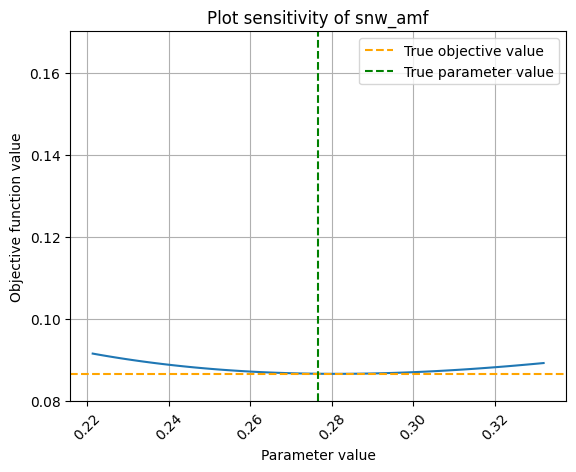 Plot sensitivity of snw_amf
True objective value
True parameter value
Objective function value
0.16
0.14
0.12
0.10
0.08
0.22
0.24
0.26
0.28
0.30
0.32
Parameter value